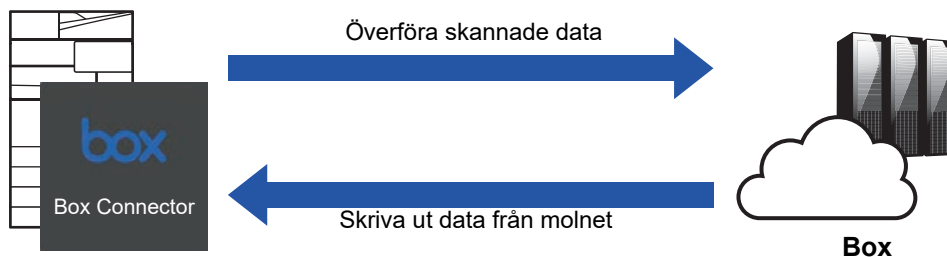 Överföra skannade data
box
Box Connector
Skriva ut data från molnet
Box